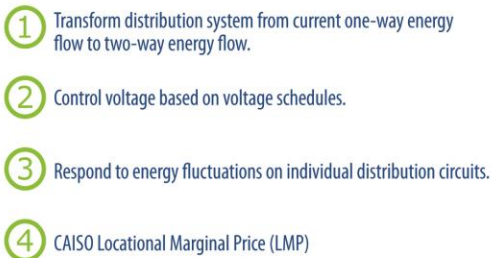 1 Transform distribution system from current one-way energy
flow to two-way energy flow.
2 Control voltage based on voltage schedules.
3 Respond to energy fluctuations on individual distribution circuits.
4 CAISO Locational Marginal Price (LMP)